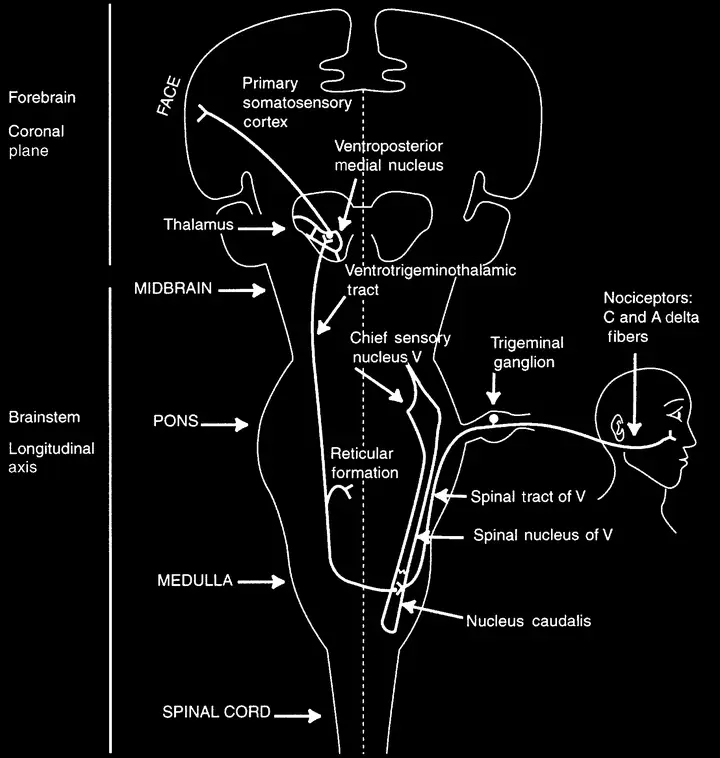 FACE
Primary
somatosensory
cortex
Forebrain
Coronal
plane
Ventroposterior
medial nucleus
Thalamus
Ventrotrigeminothalamic
tract
MIDBRAIN
Nociceptors:
C and A delta
fibers
Chief sensory
nucleus V
Trigeminal
ganglion
Brainstem
Longitudinal
axis
PONS
Reticular
formation
Spinal tract of V
Spinal nucleus of V
MEDULLA
Nucleus caudalis
SPINAL CORD